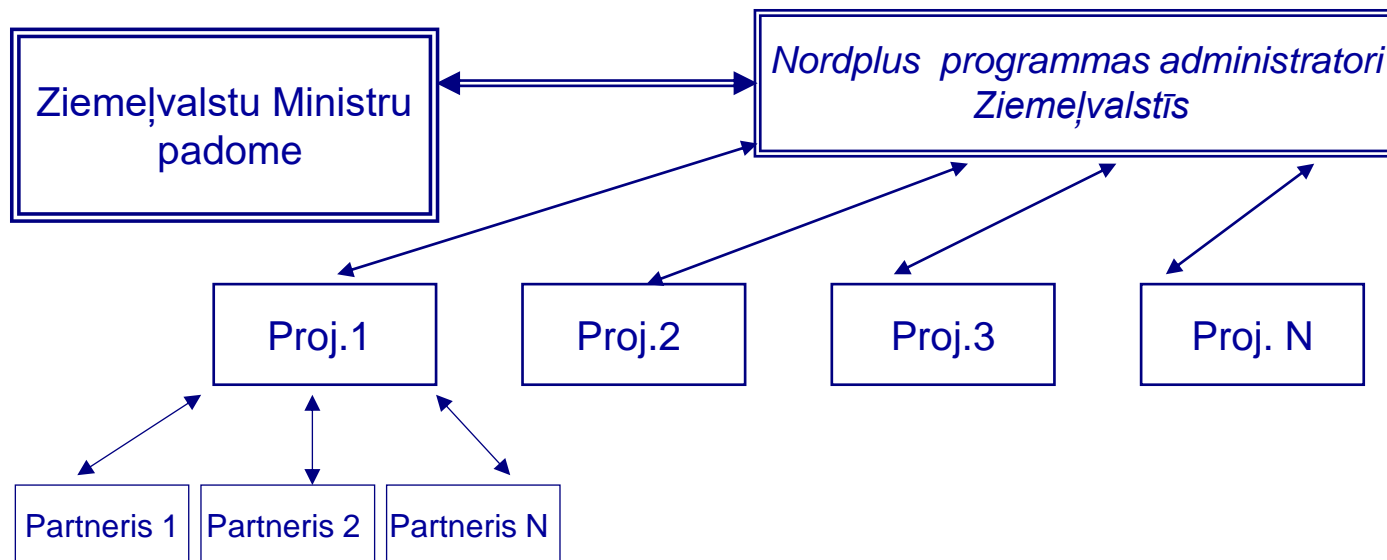 Ziemeļvalstu Ministru
padome
Nordplus programmas administratori
Ziemeļvalstīs
Proj.1
Proj.2
Proj.3
Proj. N
Partneris 1
Partneris 2
Partneris N